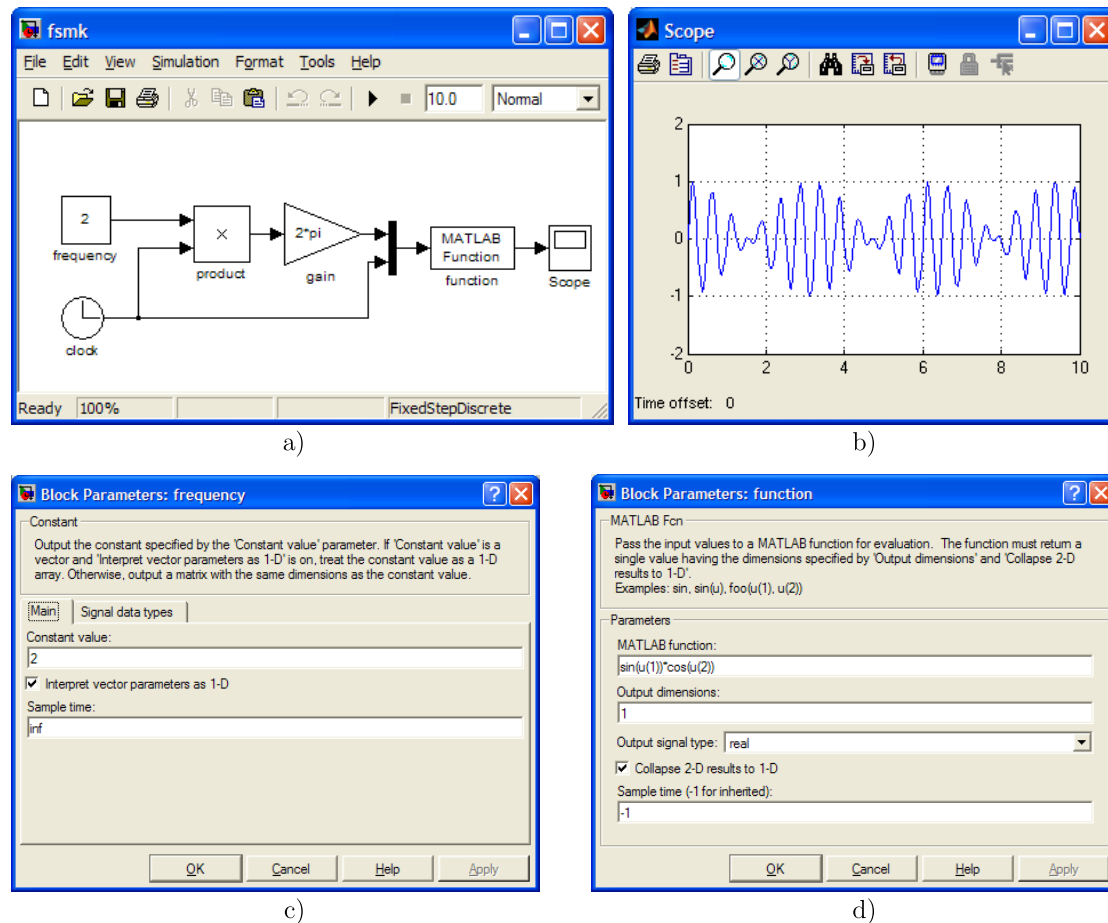 fsmk
File Edit View Simulation Format Tools Help
10.0 Normal
2
frequency
×
product
2*pi
gain
MATLAB
Function
function
Scope
clock
Ready 100% FixedStepDiscrete
a)
Scope
2
1
0
-1
-2
0 2 4 6 8 10
Time offset: 0
b)
Block Parameters: frequency
Constant
Output the constant specified by the 'Constant value' parameter. If 'Constant value' is a
vector and 'Interpret vector parameters as 1-D' is on, treat the constant value as a 1-D
array. Otherwise, output a matrix with the same dimensions as the constant value.
Main Signal data types
Constant value:
2
Interpret vector parameters as 1-D
Sample time:
inf
OK Cancel Help Apply
c)
Block Parameters: function
MATLAB Fcn
Pass the input values to a MATLAB function for evaluation. The function must return a
single value having the dimensions specified by 'Output dimensions' and 'Collapse 2-D
results to 1-D'.
Examples: sin, sin(u), foo(u(1), u(2))
Parameters
MATLAB function:
sin(u(1))*cos(u(2))
Output dimensions:
1
Output signal type: real
Collapse 2-D results to 1-D
Sample time (-1 for inherited):
-1
OK Cancel Help Apply
d)